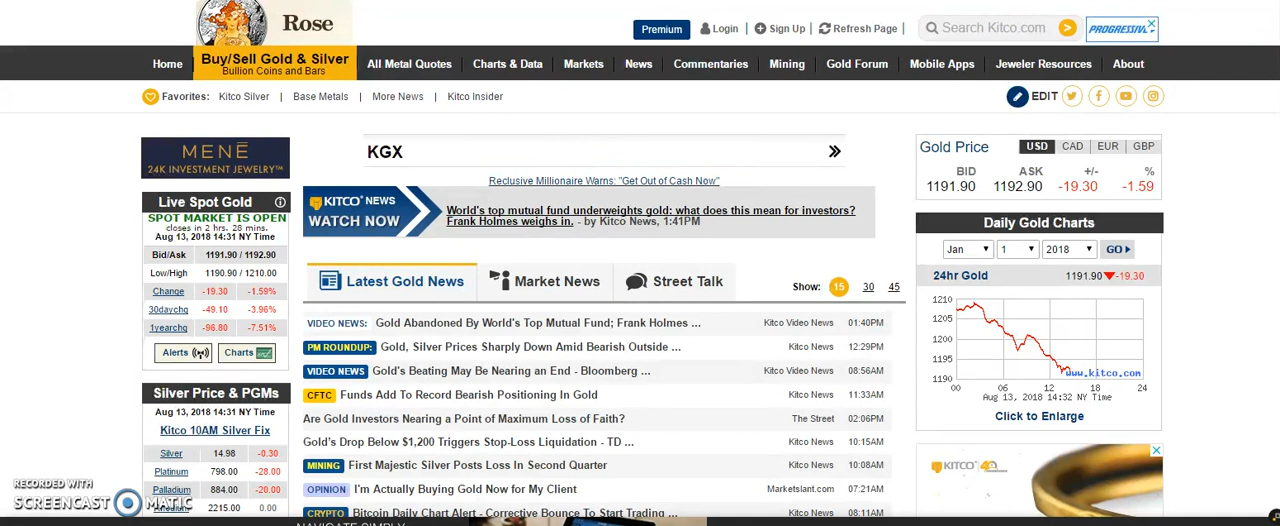 Rose
Premium
Login
Sign Up
Refresh Page
Search Kitco.com
PROGRESSIVE
Home
Buy/Sell Gold & Silver
Bullion Coins and Bars
All Metal Quotes
Charts & Data
Markets
News
Commentaries
Mining
Gold Forum
Mobile Apps
Jeweler Resources
About
Favorites:
Kitco Silver
|
Base Metals
|
More News
|
Kitco Insider
EDIT
MENĒ
24K INVESTMENT JEWELRY™
Live Spot Gold
SPOT MARKET IS OPEN
closes in 2 hrs. 28 mins.
Aug 13, 2018 14:31 NY Time
Bid/Ask 1191.90 / 1192.90
Low/High 1190.90 / 1210.00
Change -19.30 -1.59%
30daychg -49.10 -3.96%
1yearchg -96.80 -7.51%
Alerts
Charts
Silver Price & PGMs
Aug 13, 2018 14:31 NY Time
Kitco 10AM Silver Fix
Silver 14.98 -0.30
Platinum 798.00 -28.00
Palladium 884.00 -20.00
2215.00 0.00
RECORDED WITH
SCREENCAST MATIC
KGX
Reclusive Millionaire Warns: "Get Out of Cash Now"
KITCO NEWS
WATCH NOW
World's top mutual fund underweights gold: what does this mean for investors?
Frank Holmes weighs in. - by Kitco News, 1:41PM
Latest Gold News
Market News
Street Talk
Show: 15 30 45
VIDEO NEWS: Gold Abandoned By World's Top Mutual Fund; Frank Holmes ... Kitco Video News 01:40PM
PM ROUNDUP: Gold, Silver Prices Sharply Down Amid Bearish Outside ... Kitco News 12:29PM
VIDEO NEWS Gold's Beating May Be Nearing an End - Bloomberg ... Kitco News 08:56AM
CFTC Funds Add To Record Bearish Positioning In Gold Kitco News 11:33AM
Are Gold Investors Nearing a Point of Maximum Loss of Faith? The Street 02:06PM
Gold's Drop Below $1,200 Triggers Stop-Loss Liquidation - TD ... Kitco News 10:15AM
MINING First Majestic Silver Posts Loss In Second Quarter Kitco News 10:08AM
OPINION I'm Actually Buying Gold Now for My Client Marketslant.com 07:21AM
CRYPTO Bitcoin Daily Chart Alert - Corrective Bounce To Start Trading ... Kitco News 08:11AM
NAVIGATE SIMPLY
Gold Price
USD CAD EUR GBP
BID ASK +/- %
1191.90 1192.90 -19.30 -1.59
Daily Gold Charts
Jan 1 2018 GO
24hr Gold 1191.90 -19.30
1210
1205
1200
1195
1190
www.kitco.com
00 06 12 18 24
Aug 13, 2018 14:32 NY Time
Click to Enlarge
KITCO 40